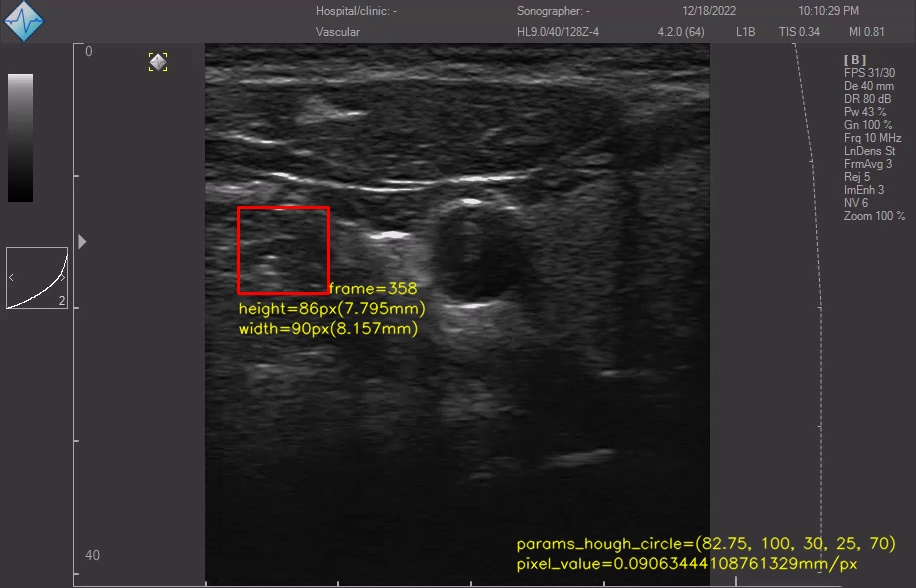 Hospital/clinic: - Sonographer: - 12/18/2022 10:10:29 PM
Vascular HL9.0/40/128Z-4 4.2.0 (64) L1B TIS 0.34 MI 0.81
0
[ B ]
FPS 31/30
De 40 mm
DR 80 dB
Pw 43 %
Gn 100 %
Frq 10 MHz
LnDens St
FrmAvg 3
Rej 5
ImEnh 3
NV 6
Zoom 100 %
2
frame=358
height=86px(7.795mm)
width=90px(8.157mm)
40
params_hough_circle=(82.75, 100, 30, 25, 70)
pixel_value=0.09063444108761329mm/px